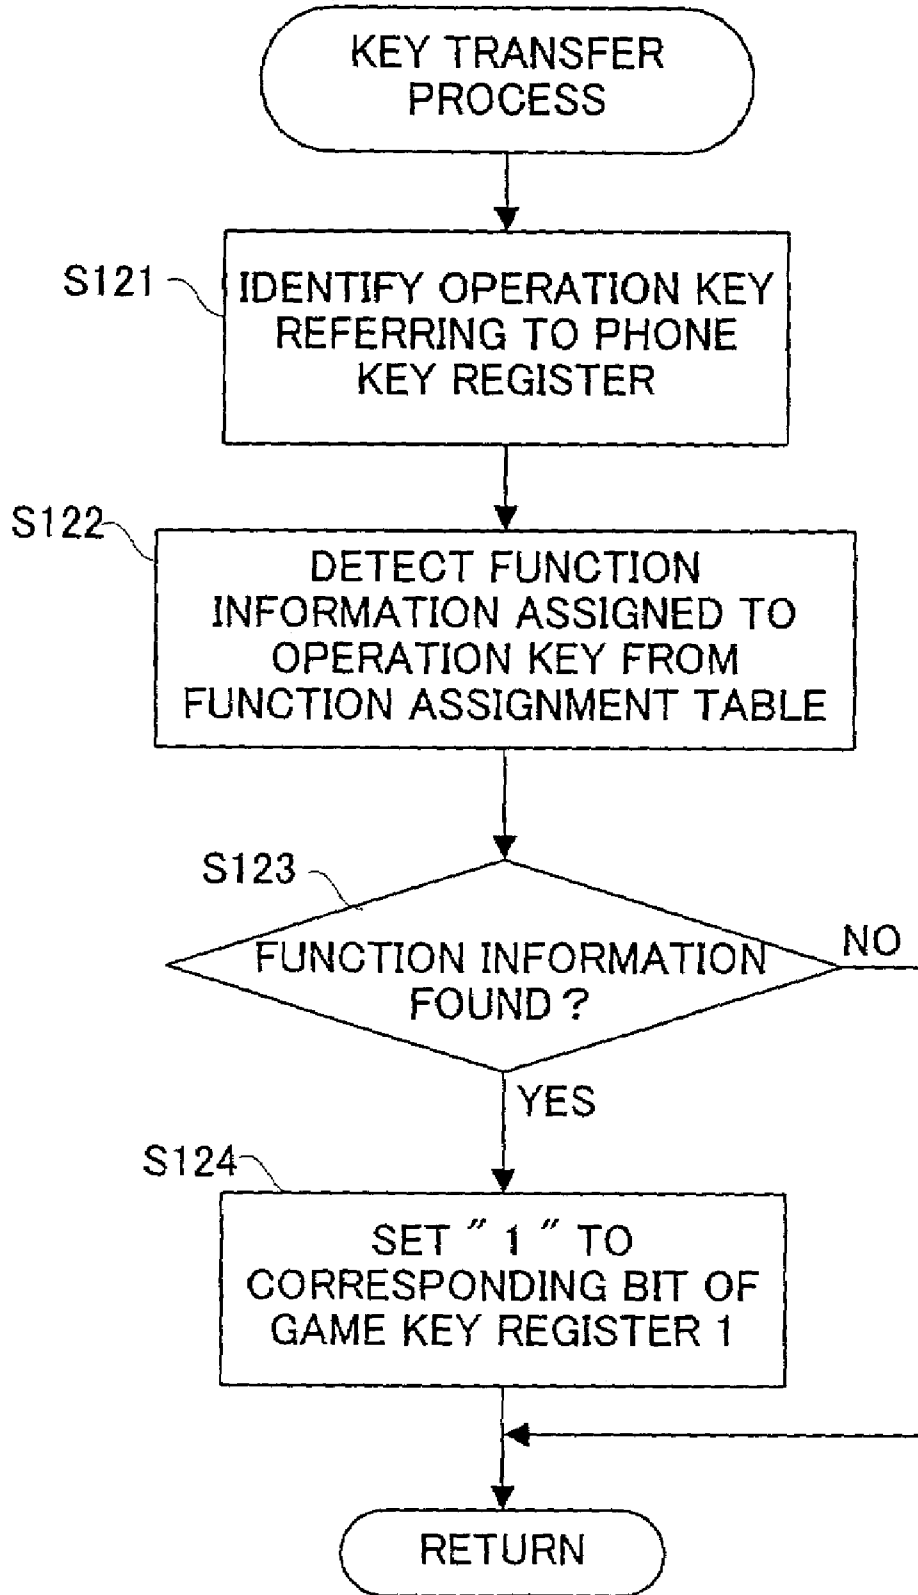 KEY TRANSFER
PROCESS
S121
IDENTIFY OPERATION KEY
REFERRING TO PHONE
KEY REGISTER
S122
DETECT FUNCTION
INFORMATION ASSIGNED TO
OPERATION KEY FROM
FUNCTION ASSIGNMENT TABLE
S123
FUNCTION INFORMATION
FOUND ?
NO
YES
S124
SET " 1 " TO
CORRESPONDING BIT OF
GAME KEY REGISTER 1
RETURN